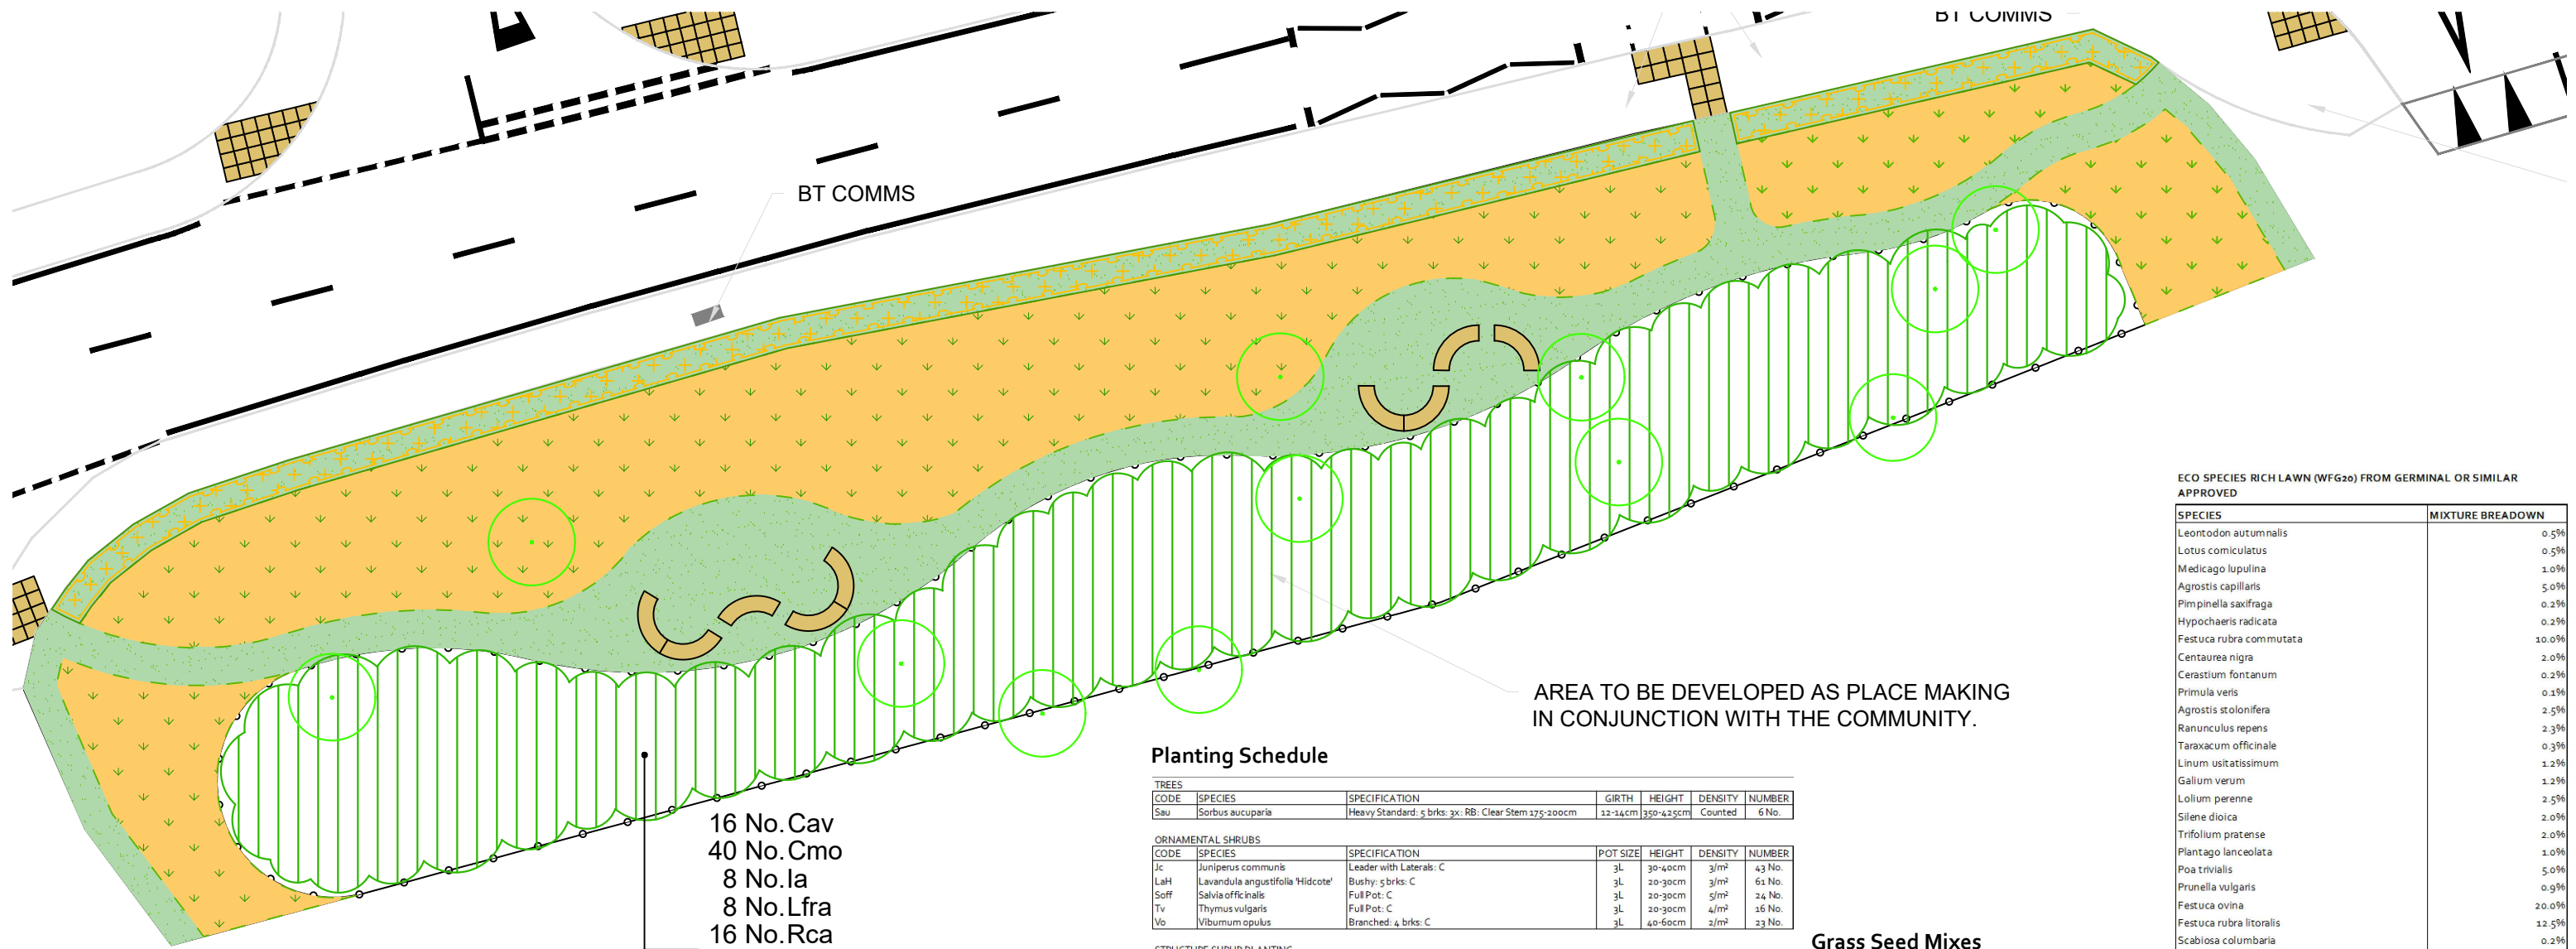 BT COMMS
BT COMMS
ECO SPECIES RICH LAWN (WFG20) FROM GERMINAL OR SIMILAR
APPROVED
SPECIES MIXTURE BREADOWN
Leontodon autumnalis 0.5%
Lotus corniculatus 0.5%
Medicago lupulina 1.0%
Agrostis capillaris 5.0%
Pimpinella saxifraga 0.2%
Hypochaeris radicata 0.2%
Festuca rubra commutata 10.0%
Centaurea nigra 2.0%
Cerastium fontanum 0.2%
Primula veris 0.1%
Agrostis stolonifera 2.5%
Ranunculus repens 2.3%
Taraxacum officinale 0.3%
Linum usitatissimum 1.2%
Galium verum 1.2%
Lolium perenne 2.5%
Silene dioica 2.0%
Trifolium pratense 2.0%
Plantago lanceolata 1.0%
Poa trivialis 5.0%
Prunella vulgaris 0.9%
Festuca ovina 20.0%
Festuca rubra litoralis 12.5%
Scabiosa columbaria 0.2%
AREA TO BE DEVELOPED AS PLACE MAKING
IN CONJUNCTION WITH THE COMMUNITY.
Planting Schedule
TREES
CODE SPECIES SPECIFICATION GIRTH HEIGHT DENSITY NUMBER
Sau Sorbus aucuparia Heavy Standard: 5 brks: 3x: RB: Clear Stem 175-200cm 12-14cm 350-425cm Counted 6 No.
ORNAMENTAL SHRUBS
CODE SPECIES SPECIFICATION POT SIZE HEIGHT DENSITY NUMBER
Jc Juniperus communis Leader with Laterals: C 3L 30-40cm 3/m² 43 No.
LaH Lavandula angustifolia 'Hidcote' Bushy: 5 brks: C 3L 20-30cm 3/m² 61 No.
Soff Salvia officinalis Full Pot: C 3L 20-30cm 5/m² 24 No.
Tv Thymus vulgaris Full Pot: C 3L 20-30cm 4/m² 16 No.
Vo Viburnum opulus Branched: 4 brks: C 3L 40-60cm 2/m² 23 No.
STRUCTURE SHRUB PLANTING
16 No. Cav
40 No. Cmo
8 No. Ia
8 No. Lfra
16 No. Rca
Grass Seed Mixes